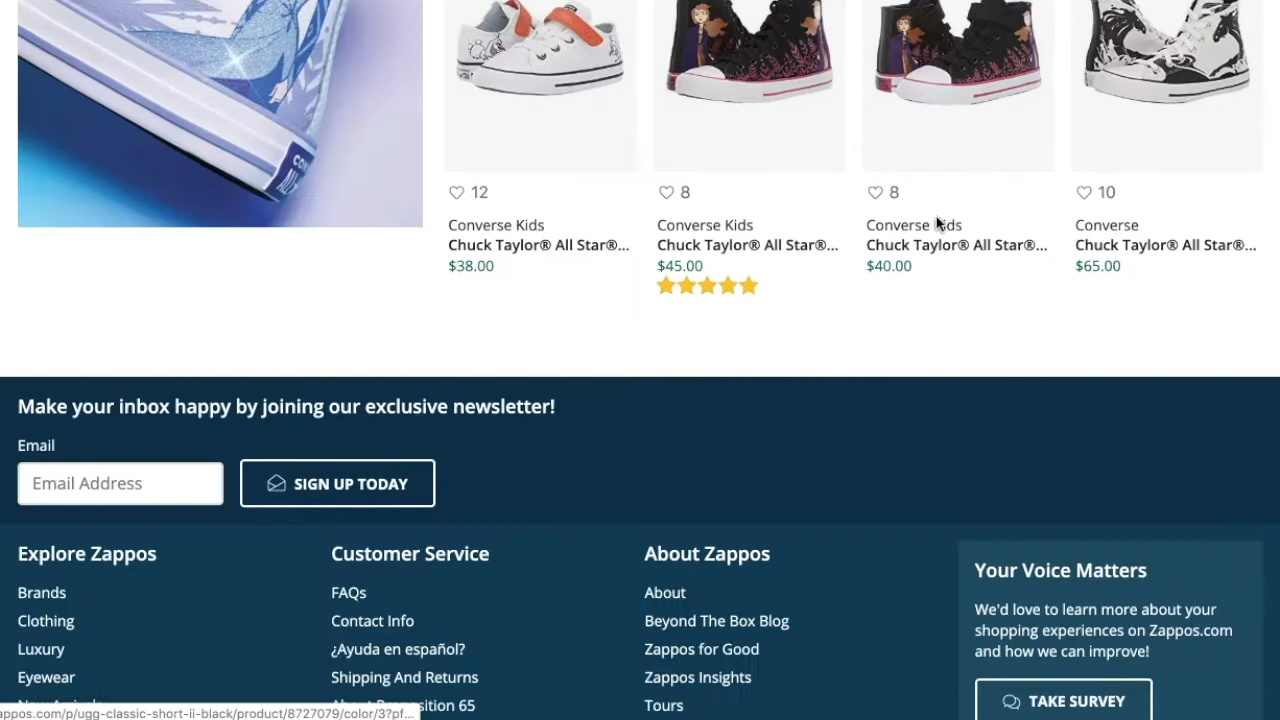 12
8
8
10
Converse Kids
Chuck Taylor® All Star®...
$38.00
Converse Kids
Chuck Taylor® All Star®...
$45.00
Converse Kids
Chuck Taylor® All Star®...
$40.00
Converse
Chuck Taylor® All Star®...
$65.00
Make your inbox happy by joining our exclusive newsletter!
Email
Email Address
SIGN UP TODAY
Explore Zappos
Brands
Clothing
Luxury
Eyewear
Customer Service
FAQs
Contact Info
¿Ayuda en español?
Shipping And Returns
65
About Zappos
About
Beyond The Box Blog
Zappos for Good
Zappos Insights
Tours
Your Voice Matters
We'd love to learn more about your
shopping experiences on Zappos.com
and how we can improve!
TAKE SURVEY
appos.com/p/ugg-classic-short-ii-black/product/8727079/color/3?pf...